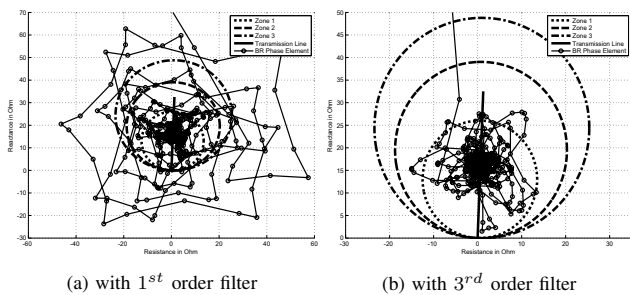 70
60
50
40
30
20
10
0
-10
-20
-30
-60
-40
-20
0
20
40
60
Reactance in Ohm
Resistance in Ohm
Zone 1
Zone 2
Zone 3
Transmission Line
BR Phase Element
(a) with 1st order filter
50
45
40
35
30
25
20
15
10
5
0
-30
-20
-10
0
10
20
30
Reactance in Ohm
Resistance in Ohm
Zone 1
Zone 2
Zone 3
Transmission Line
BR Phase Element
(b) with 3rd order filter